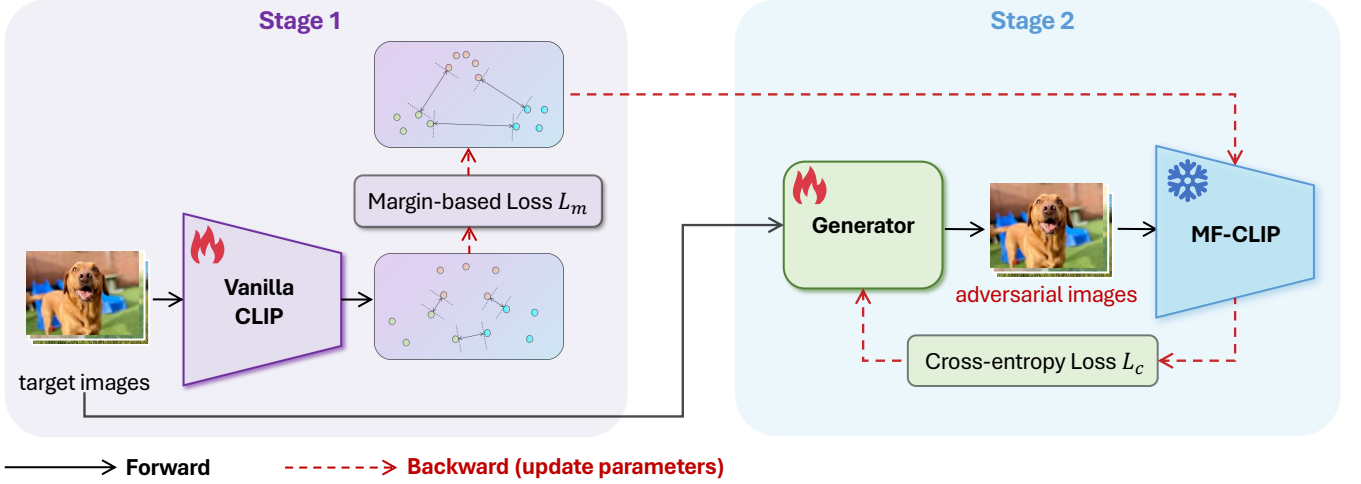 Stage 1
Stage 2
Margin-based Loss L_m
Vanilla
CLIP
Generator
MF-CLIP
adversarial images
Cross-entropy Loss L_c
target images
Forward
Backward (update parameters)